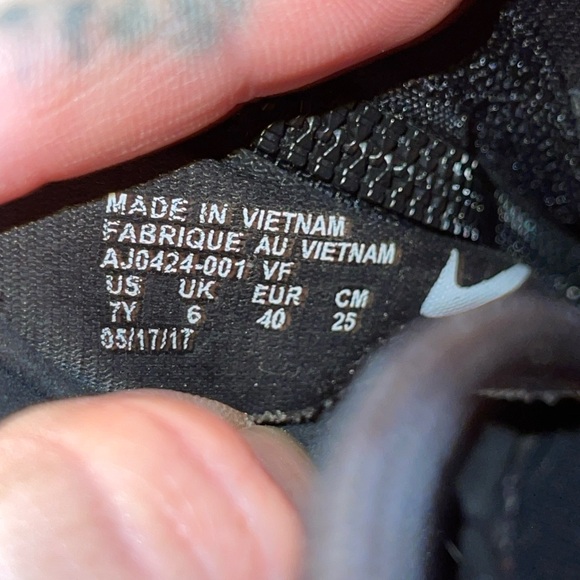 MADE IN VIETNAM
FABRIQUE AU VIETNAM
AJ0424-001 VF
US UK EUR CM
7Y 6 40 25
05/17/17